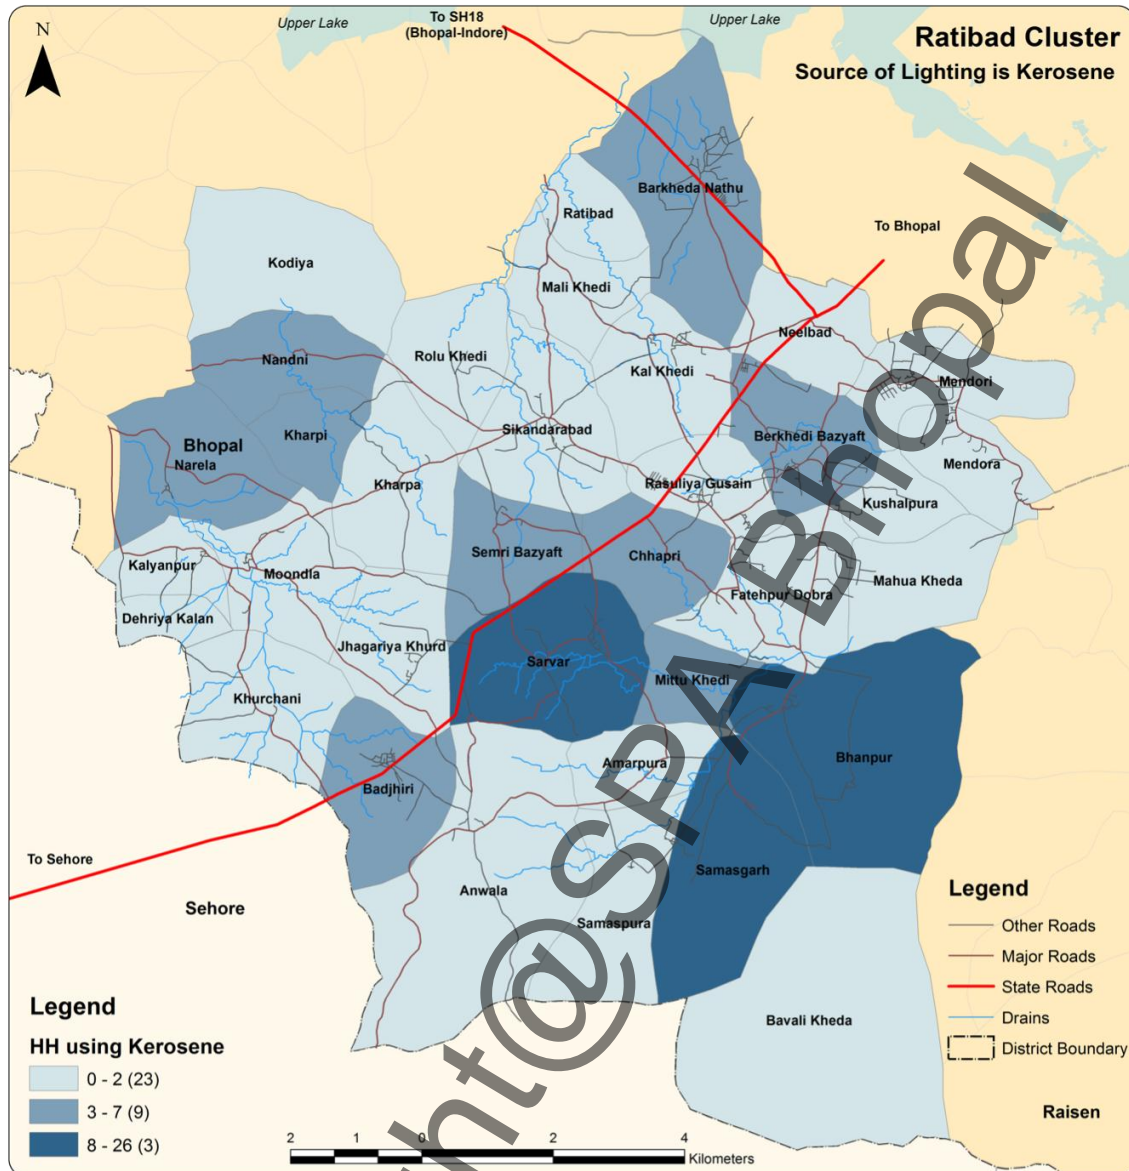 N
Upper Lake
To SH18
(Bhopal-Indore)
Upper Lake
Ratibad Cluster
Source of Lighting is Kerosene
Barkheda Nathu
Ratibad
To Bhopal
Kodiya
Mali Khedi
Neelbad
Nandni
Rolu Khedi
Kal Khedi
Mendori
Bhopal
Kharpi
Sikandarabad
Berkhedi Bazyaft
Narela
Mendora
Kharpa
Rasuliya Gusain
Kushalpura
Semri Bazyaft
Chhapri
Kalyanpur
Moondla
Mahua Kheda
Fatehpur Dobra
Dehriya Kalan
Jhagariya Khurd
Sarvar
Mittu Khedi
Khurchani
Bhanpur
Amarpura
Badjhiri
To Sehore
Samasgarh
Anwala
Sehore
Samaspura
Bavali Kheda
Raisen
Legend
Other Roads
Major Roads
State Roads
Drains
District Boundary
Legend
HH using Kerosene
0 - 2 (23)
3 - 7 (9)
8 - 26 (3)
2 1 0 2 4
Kilometers
ht@SPA Bhopal